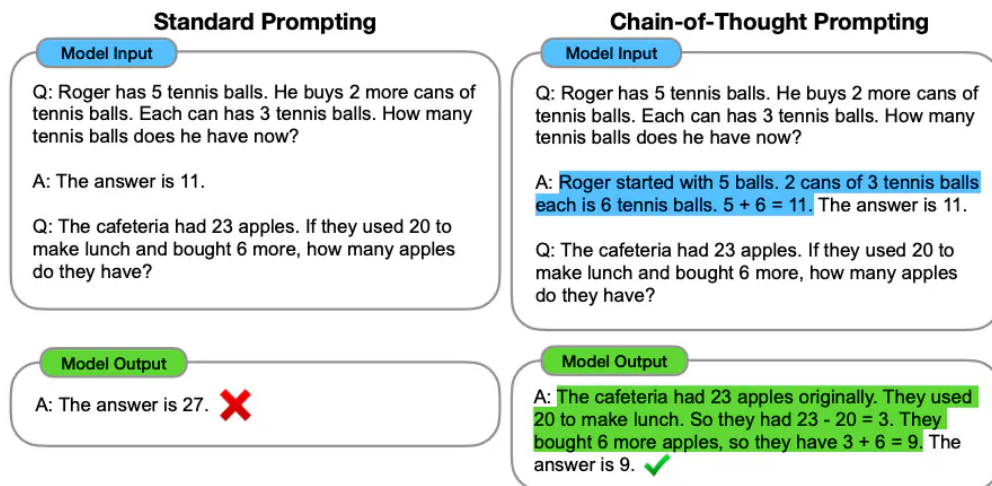 Standard Prompting
Model Input
Q: Roger has 5 tennis balls. He buys 2 more cans of
tennis balls. Each can has 3 tennis balls. How many
tennis balls does he have now?
A: The answer is 11.
Q: The cafeteria had 23 apples. If they used 20 to
make lunch and bought 6 more, how many apples
do they have?
Model Output
A: The answer is 27.
Chain-of-Thought Prompting
Model Input
Q: Roger has 5 tennis balls. He buys 2 more cans of
tennis balls. Each can has 3 tennis balls. How many
tennis balls does he have now?
A: Roger started with 5 balls. 2 cans of 3 tennis balls
each is 6 tennis balls. 5 + 6 = 11. The answer is 11.
Q: The cafeteria had 23 apples. If they used 20 to
make lunch and bought 6 more, how many apples
do they have?
Model Output
A: The cafeteria had 23 apples originally. They used
20 to make lunch. So they had 23 - 20 = 3. They
bought 6 more apples, so they have 3 + 6 = 9. The
answer is 9.